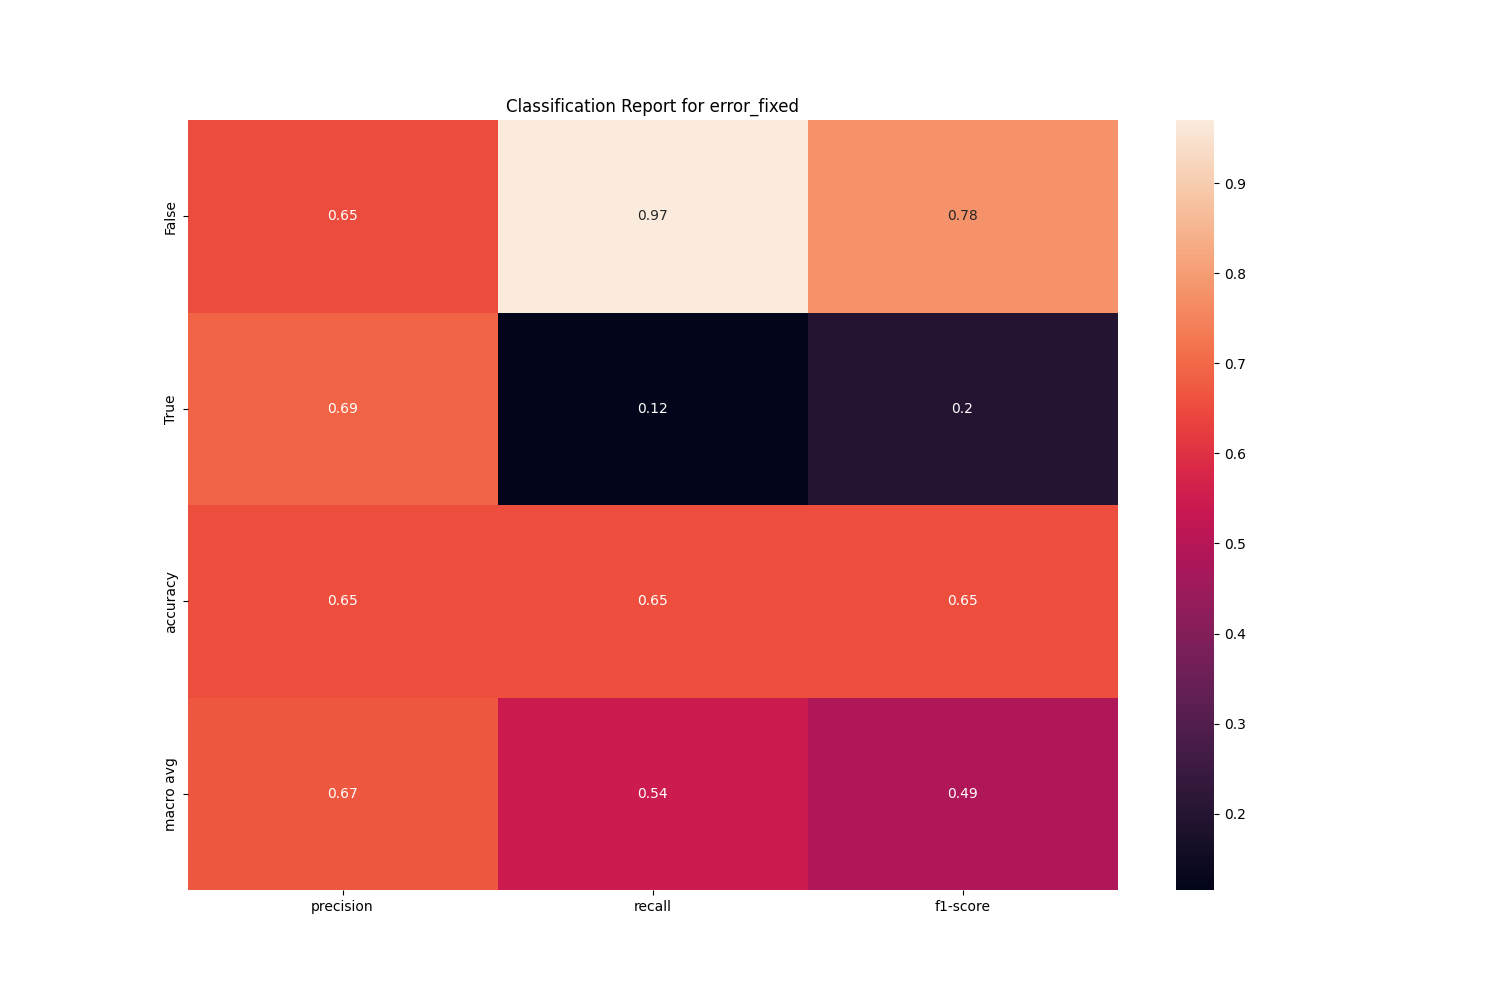 Classification Report for error_fixed
False
0.65
0.97
0.78
True
0.69
0.12
0.2
accuracy
0.65
0.65
0.65
macro avg
0.67
0.54
0.49
precision
recall
f1-score
0.9
0.8
0.7
0.6
0.5
0.4
0.3
0.2